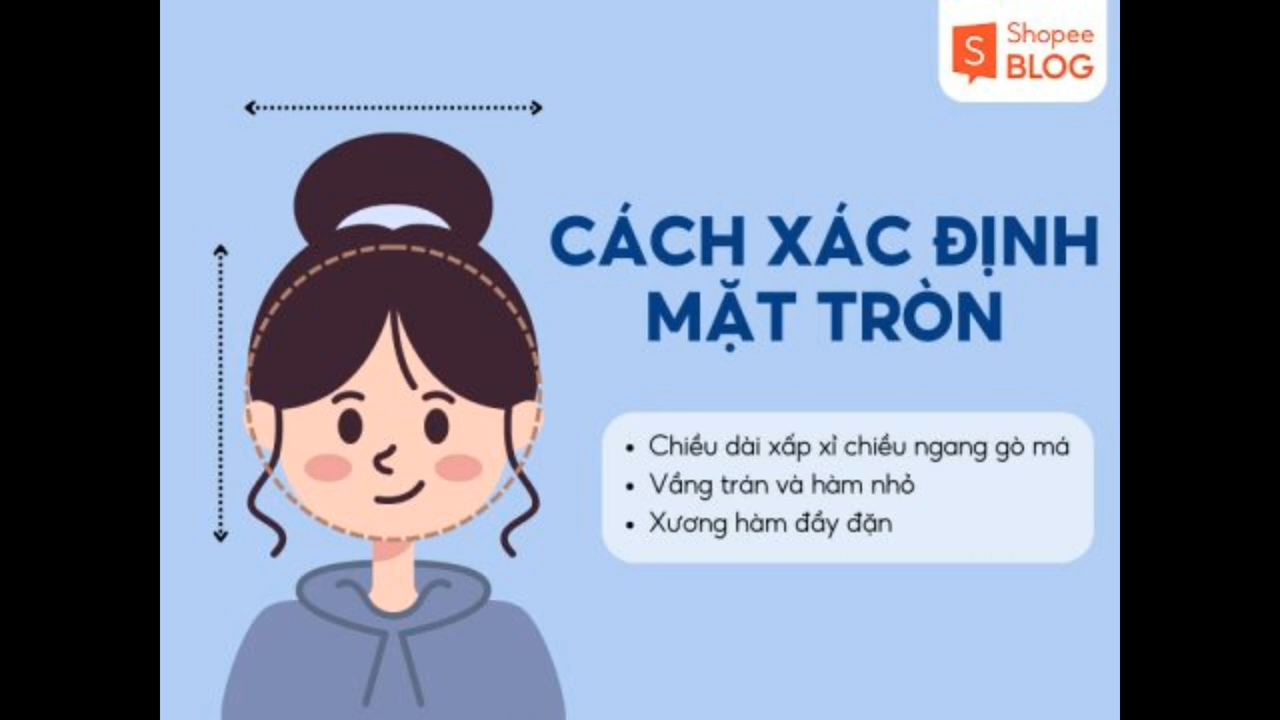 Shopee
BLOG
CÁCH XÁC ĐỊNH
MẶT TRÒN
• Chiều dài xấp xỉ chiều ngang gò má
• Vầng trán và hàm nhỏ
• Xương hàm đầy đặn